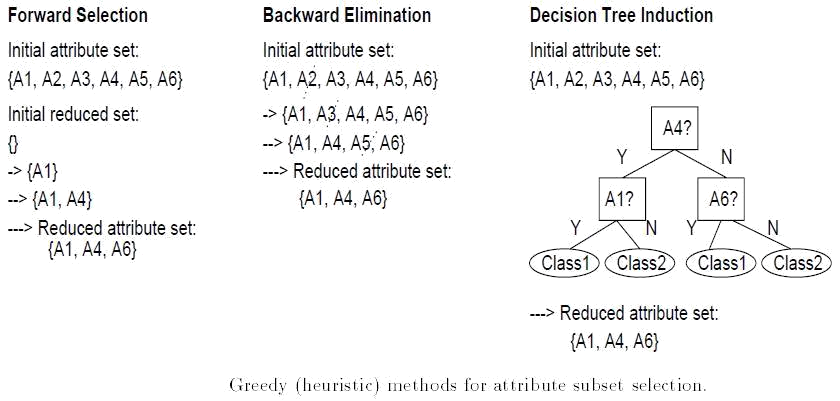 Forward Selection
Initial attribute set:
{A1, A2, A3, A4, A5, A6}
Initial reduced set:
{}
-> {A1}
--> {A1, A4}
---> Reduced attribute set:
{A1, A4, A6}
Backward Elimination
Initial attribute set:
{A1, A2, A3, A4, A5, A6}
-> {A1, A3, A4, A5, A6}
--> {A1, A4, A5, A6}
---> Reduced attribute set:
{A1, A4, A6}
Decision Tree Induction
Initial attribute set:
{A1, A2, A3, A4, A5, A6}
A4?
Y N
A1? A6?
Y N Y N
Class1 Class2 Class1 Class2
---> Reduced attribute set:
{A1, A4, A6}
Greedy (heuristic) methods for attribute subset selection.